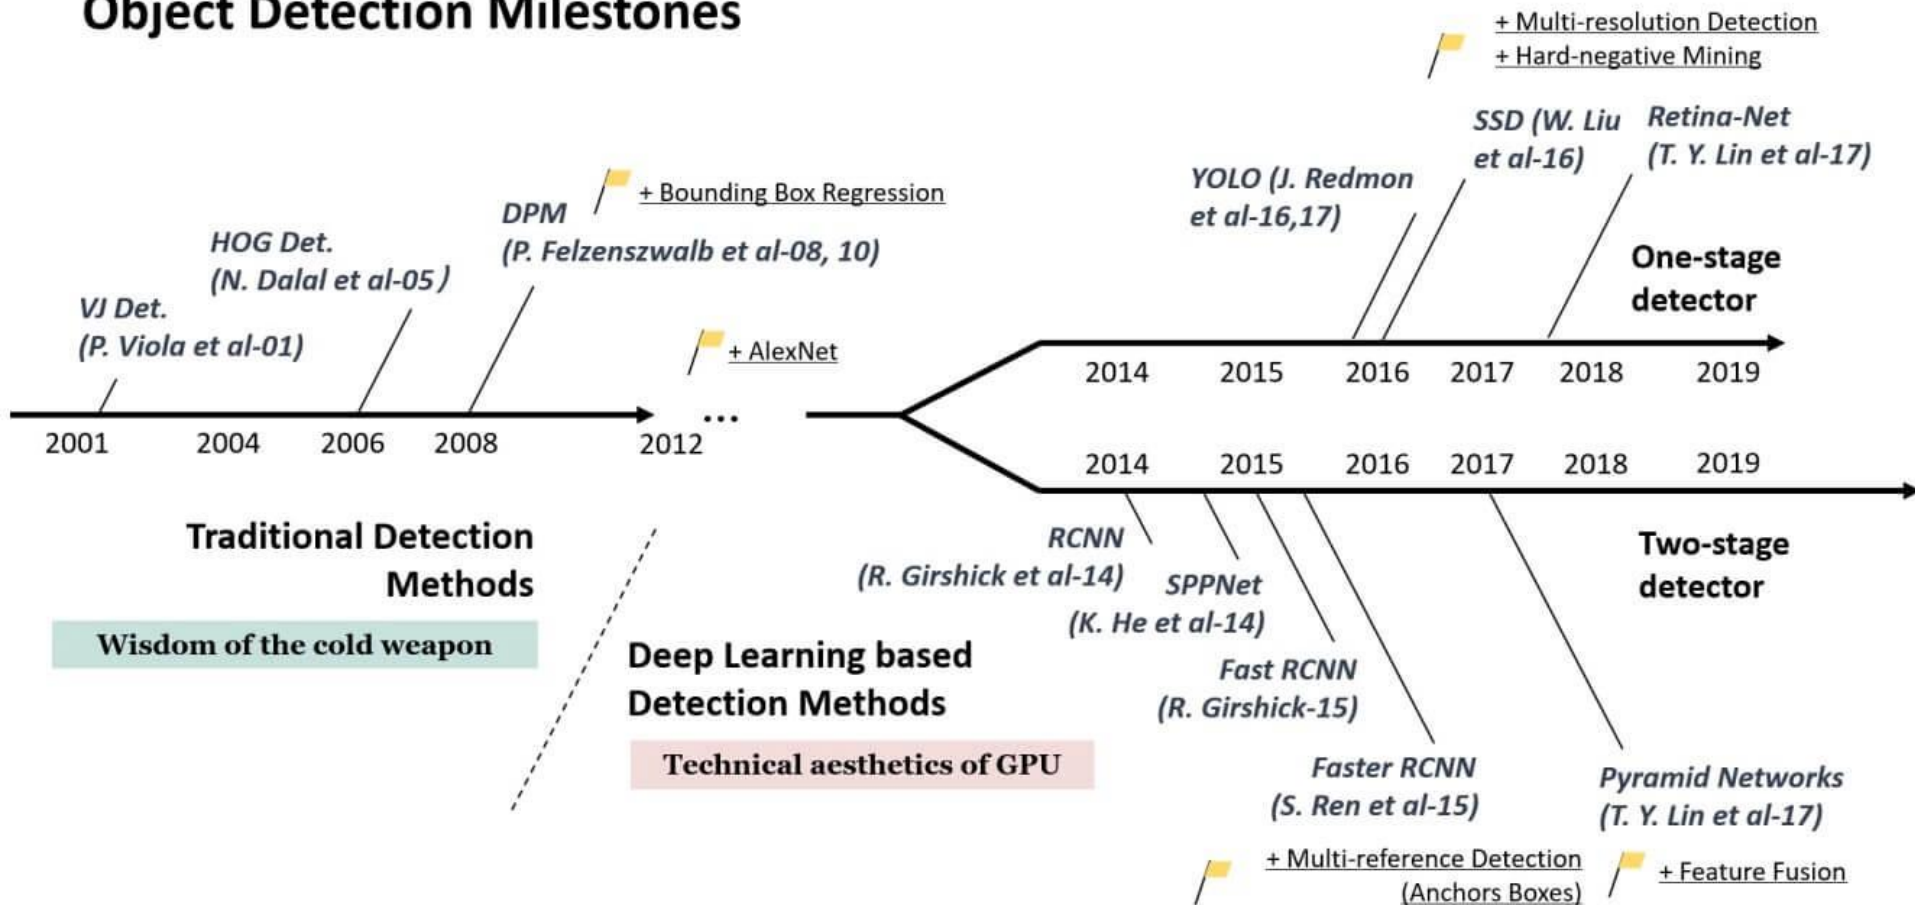 Object Detection Milestones
+ Multi-resolution Detection
+ Hard-negative Mining
SSD (W. Liu
et al-16)
Retina-Net
(T. Y. Lin et al-17)
YOLO (J. Redmon
et al-16,17)
+ Bounding Box Regression
DPM
(P. Felzenszwalb et al-08, 10)
HOG Det.
(N. Dalal et al-05)
VJ Det.
(P. Viola et al-01)
+ AlexNet
One-stage
detector
2014 2015 2016 2017 2018 2019
...
2001 2004 2006 2008 2012
2014 2015 2016 2017 2018 2019
Traditional Detection
Methods
Wisdom of the cold weapon
Deep Learning based
Detection Methods
Technical aesthetics of GPU
RCNN
(R. Girshick et al-14)
SPPNet
(K. He et al-14)
Fast RCNN
(R. Girshick-15)
Faster RCNN
(S. Ren et al-15)
+ Multi-reference Detection
(Anchors Boxes)
Two-stage
detector
Pyramid Networks
(T. Y. Lin et al-17)
+ Feature Fusion